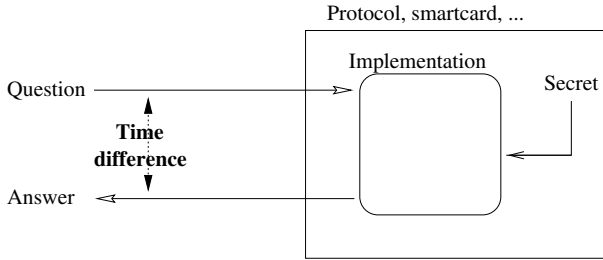 Protocol, smartcard, ...
Implementation
Question
Secret
Time
difference
Answer